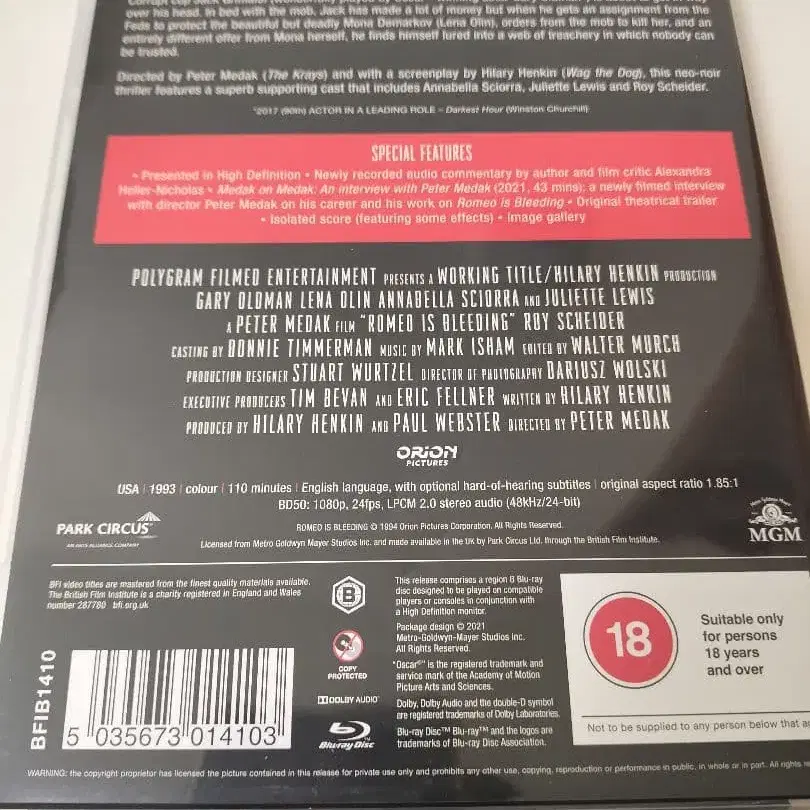 over his head. In bed with the mob, Jack has made a lot of money but when he gets an assignment from the
Feds to protect the beautiful but deadly Mona Demarkov (Lena Olin), orders from the mob to kill her, and an
entirely different offer from Mona herself, he finds himself lured into a web of treachery in which nobody can
be trusted.
Directed by Peter Medak (The Krays) and with a screenplay by Hilary Henkin (Wag the Dog), this neo-noir
thriller features a superb supporting cast that includes Annabella Sciorra, Juliette Lewis and Roy Scheider.
*2017 (90th) ACTOR IN A LEADING ROLE – Darkest Hour (Winston Churchill)
SPECIAL FEATURES
• Presented in High Definition • Newly recorded audio commentary by author and film critic Alexandra
Heller-Nicholas • Medak on Medak: An interview with Peter Medak (2021, 43 mins): a newly filmed interview
with director Peter Medak on his career and his work on Romeo is Bleeding • Original theatrical trailer
• Isolated score (featuring some effects) • Image gallery
POLYGRAM FILMED ENTERTAINMENT PRESENTS A WORKING TITLE/HILARY HENKIN PRODUCTION
GARY OLDMAN LENA OLIN ANNABELLA SCIORRA AND JULIETTE LEWIS
A PETER MEDAK FILM "ROMEO IS BLEEDING" ROY SCHEIDER
CASTING BY BONNIE TIMMERMAN MUSIC BY MARK ISHAM EDITED BY WALTER MURCH
PRODUCTION DESIGNER STUART WURTZEL DIRECTOR OF PHOTOGRAPHY DARIUSZ WOLSKI
EXECUTIVE PRODUCERS TIM BEVAN AND ERIC FELLNER WRITTEN BY HILARY HENKIN
PRODUCED BY HILARY HENKIN AND PAUL WEBSTER DIRECTED BY PETER MEDAK
ORION
PICTURES
USA | 1993 | colour | 110 minutes | English language, with optional hard-of-hearing subtitles | original aspect ratio 1.85:1
BD50: 1080p, 24fps, LPCM 2.0 stereo audio (48kHz/24-bit)
PARK CIRCUS
AN ARTS ALLIANCE COMPANY
ROMEO IS BLEEDING © 1994 Orion Pictures Corporation. All Rights Reserved.
Licensed from Metro Goldwyn Mayer Studios Inc. and made available in the UK by Park Circus Ltd. through the British Film Institute.
MGM
BFI video titles are mastered from the finest quality materials available.
The British Film Institute is a charity registered in England and Wales
number 287780 bfi.org.uk
B
COPY
PROTECTED
DOLBY AUDIO™
Blu-ray Disc
This release comprises a region B Blu-ray
disc designed to be played on compatible
players or consoles in conjunction with
a High Definition monitor.
Package design © 2021
Metro-Goldwyn-Mayer Studios Inc.
All Rights Reserved.
"Oscar®" is the registered trademark and
service mark of the Academy of Motion
Picture Arts and Sciences.
Dolby, Dolby Audio and the double-D symbol
are registered trademarks of Dolby Laboratories.
Blu-ray Disc™ Blu-ray™ and the logos are
trademarks of Blu-ray Disc Association.
18
Suitable only
for persons
18 years
and over
Not to be supplied to any person below that
BFIB1410
5 035673 014103
WARNING: the copyright proprietor has licensed the picture contained in this release for private use only and prohibits any other use, copying, reproduction or performance in public, in whole or in part. All rights